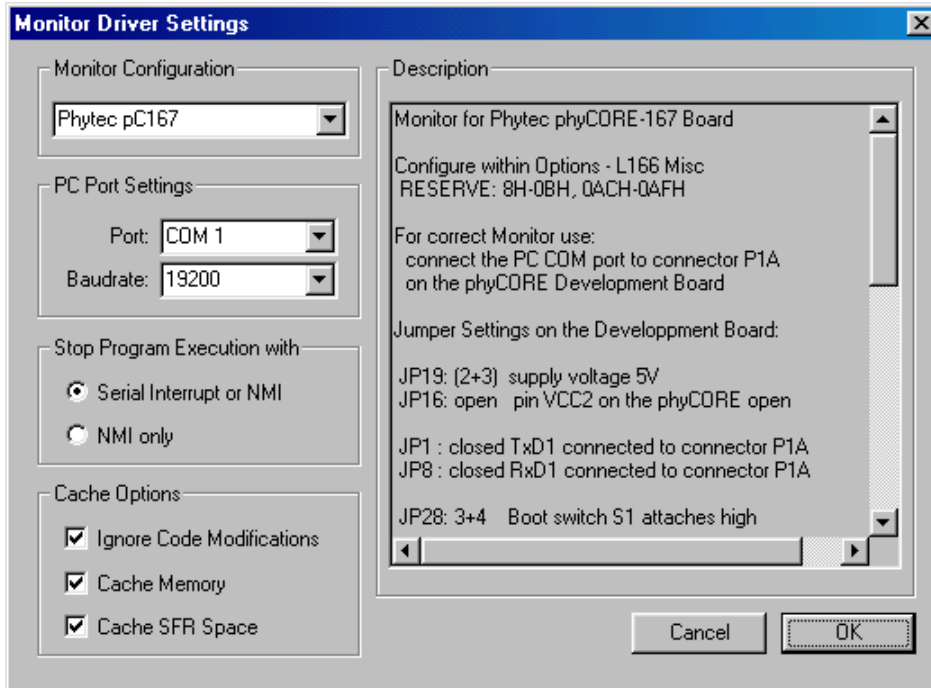 Monitor Driver Settings
Monitor Configuration
Phytec pC167
PC Port Settings
Port: COM 1
Baudrate: 19200
Stop Program Execution with
Serial Interrupt or NMI
NMI only
Cache Options
Ignore Code Modifications
Cache Memory
Cache SFR Space
Description
Monitor for Phytec phyCORE-167 Board
Configure within Options - L166 Misc
RESERVE: 8H-0BH, 0ACH-0AFH
For correct Monitor use:
connect the PC COM port to connector P1A
on the phyCORE Development Board
Jumper Settings on the Developpment Board:
JP19: (2+3) supply voltage 5V
JP16: open pin VCC2 on the phyCORE open
JP1 : closed TxD1 connected to connector P1A
JP8 : closed RxD1 connected to connector P1A
JP28: 3+4 Boot switch S1 attaches high
Cancel
OK